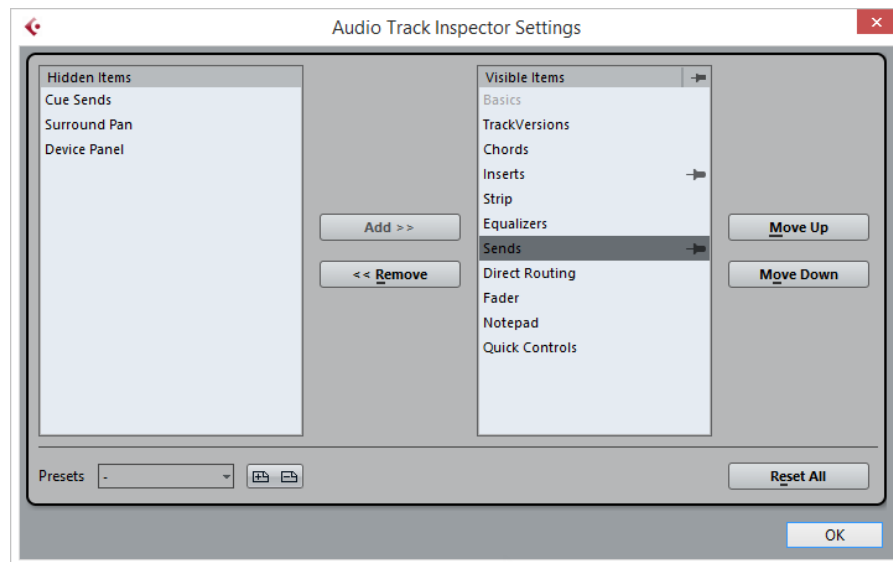 Audio Track Inspector Settings
Hidden Items
Cue Sends
Surround Pan
Device Panel
Add >>
<< Remove
Visible Items
Basics
TrackVersions
Chords
Inserts
Strip
Equalizers
Sends
Direct Routing
Fader
Notepad
Quick Controls
Move Up
Move Down
Presets -
Reset All
OK